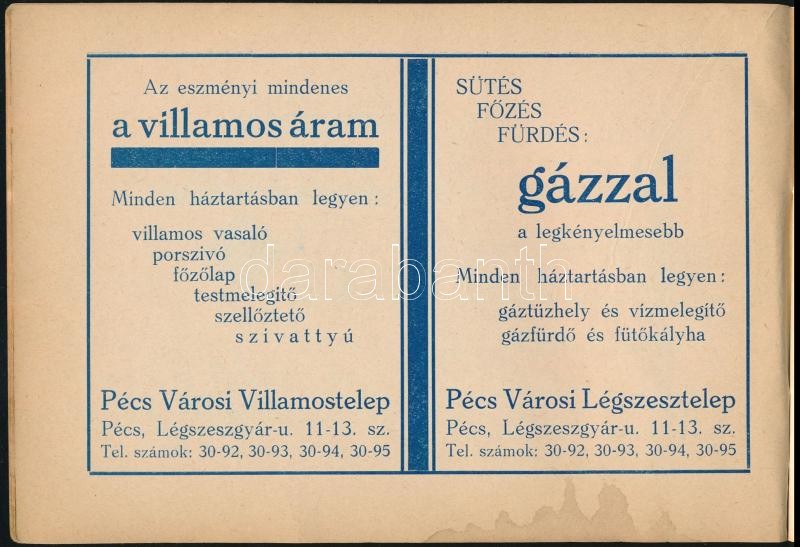 Az eszményi mindenes
a villamos áram
Minden háztartásban legyen :
villamos vasaló
porszivó
főzőlap
testmelegitő
szellőztető
szivattyú
Pécs Városi Villamostelep
Pécs, Légszeszgyár-u. 11-13. sz.
Tel. számok: 30-92, 30-93, 30-94, 30-95
SÜTÉS
FŐZÉS
FÜRDÉS :
gázzal
a legkényelmesebb
Minden háztartásban legyen :
gáztüzhely és vízmelegítő
gázfürdő és fütőkályha
Pécs Városi Légszesztelep
Pécs, Légszeszgyár-u. 11-13. sz.
Tel. számok: 30-92, 30-93, 30-94, 30-95
darabanth